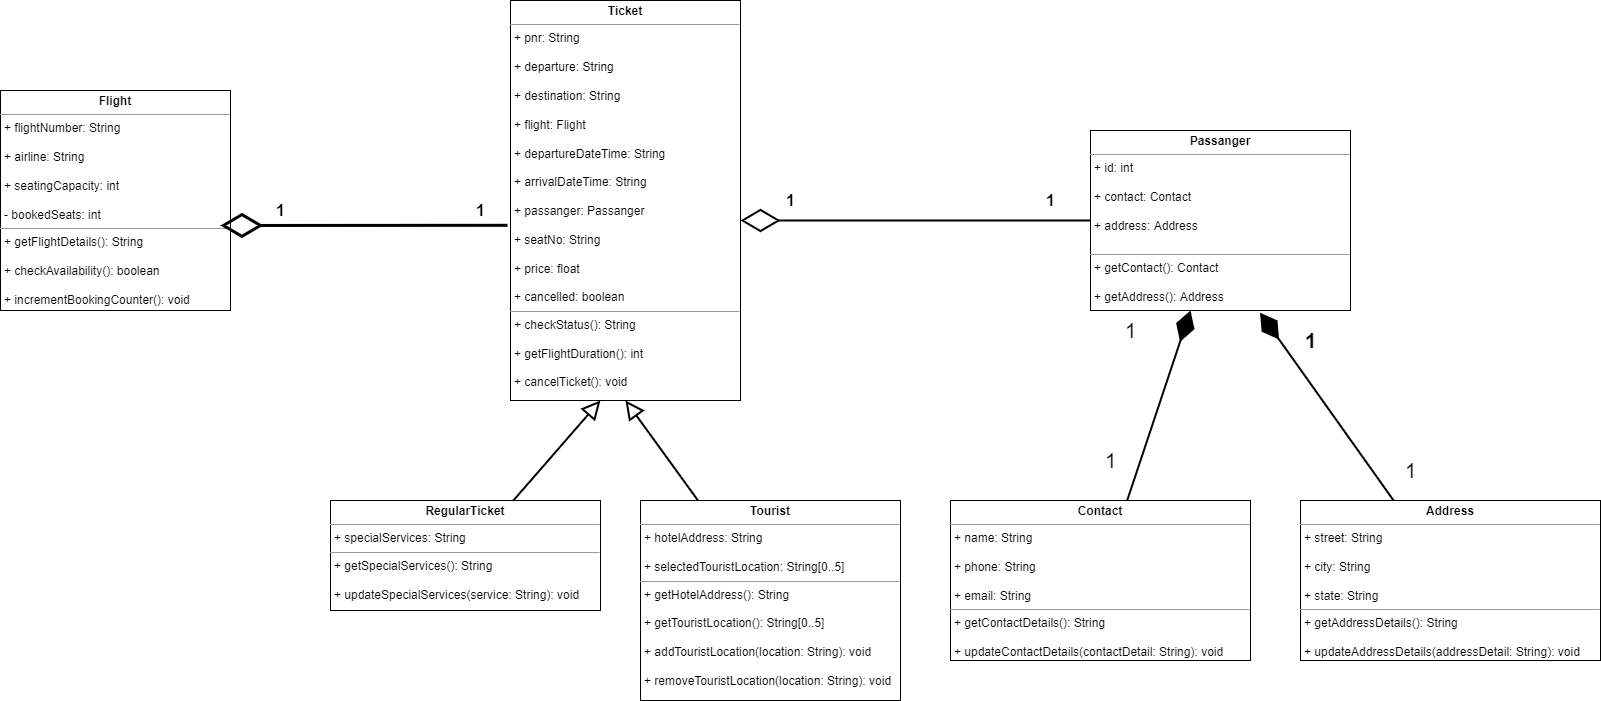 Ticket
+ pnr: String
+ departure: String
+ destination: String
+ flight: Flight
+ departureDateTime: String
+ arrivalDateTime: String
+ passanger: Passanger
+ seatNo: String
+ price: float
+ cancelled: boolean
+ checkStatus(): String
+ getFlightDuration(): int
+ cancelTicket(): void
Flight
+ flightNumber: String
+ airline: String
+ seatingCapacity: int
- bookedSeats: int
+ getFlightDetails(): String
+ checkAvailability(): boolean
+ incrementBookingCounter(): void
1
1
1
1
Passanger
+ id: int
+ contact: Contact
+ address: Address
+ getContact(): Contact
+ getAddress(): Address
1
1
1
1
RegularTicket
+ specialServices: String
+ getSpecialServices(): String
+ updateSpecialServices(service: String): void
Tourist
+ hotelAddress: String
+ selectedTouristLocation: String[0..5]
+ getHotelAddress(): String
+ getTouristLocation(): String[0..5]
+ addTouristLocation(location: String): void
+ removeTouristLocation(location: String): void
Contact
+ name: String
+ phone: String
+ email: String
+ getContactDetails(): String
+ updateContactDetails(contactDetail: String): void
Address
+ street: String
+ city: String
+ state: String
+ getAddressDetails(): String
+ updateAddressDetails(addressDetail: String): void